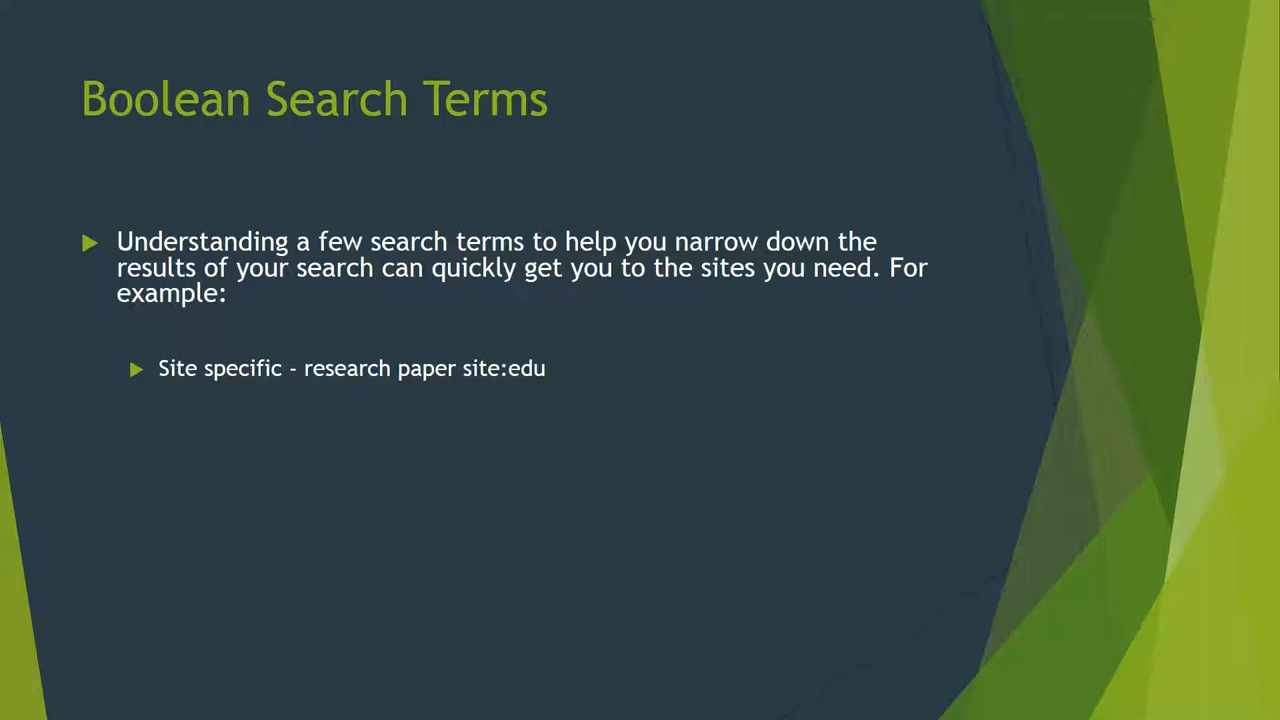 Boolean Search Terms
Understanding a few search terms to help you narrow down the
results of your search can quickly get you to the sites you need. For
example:
Site specific - research paper site:edu